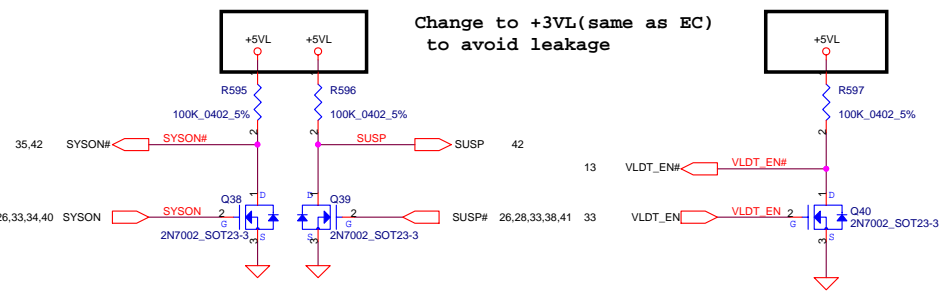 Change to +3VL(same as EC)
to avoid leakage
+5VL
+5VL
+5VL
1
1
1
R595
R596
R597
100K_0402_5%
100K_0402_5%
100K_0402_5%
2
2
2
35,42
SYSON#
SYSON#
SUSP
SUSP
42
13
VLDT_EN#
VLDT_EN#
1
D
Q38
1
D
Q39
1
D
Q40
26,33,34,40
SYSON
SYSON
2
G
2
G
SUSP#
26,28,33,38,41
33
VLDT_EN
VLDT_EN
2
G
2N7002_SOT23-3
2N7002_SOT23-3
2N7002_SOT23-3
3
S
3
S
3
S